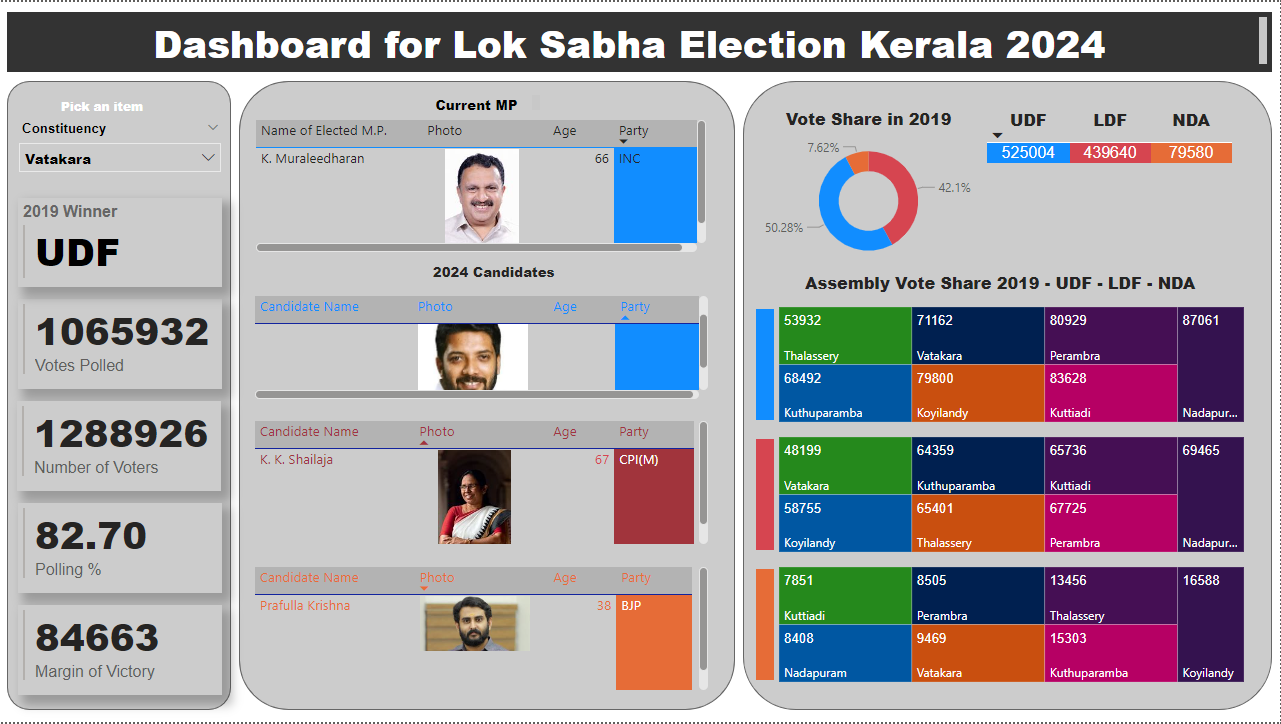 Dashboard for Lok Sabha Election Kerala 2024
Pick an item
Constituency
Vatakara
2019 Winner
UDF
1065932
Votes Polled
1288926
Number of Voters
82.70
Polling %
84663
Margin of Victory
Current MP
Name of Elected M.P. Photo Age Party
K. Muraleedharan 66 INC
2024 Candidates
Candidate Name Photo Age Party
Candidate Name Photo Age Party
K. K. Shailaja 67 CPI(M)
Candidate Name Photo Age Party
Prafulla Krishna 38 BJP
Vote Share in 2019
7.62%
42.1%
50.28%
UDF LDF NDA
525004 439640 79580
Assembly Vote Share 2019 - UDF - LDF - NDA
53932 71162 80929 87061
Thalassery Vatakara Perambra
68492 79800 83628
Kuthuparamba Koyilandy Kuttiadi Nadapur...
48199 64359 65736 69465
Vatakara Kuthuparamba Kuttiadi
58755 65401 67725
Koyilandy Thalassery Perambra Nadapur...
7851 8505 13456 16588
Kuttiadi Perambra Thalassery
8408 9469 15303
Nadapuram Vatakara Kuthuparamba Koyilandy